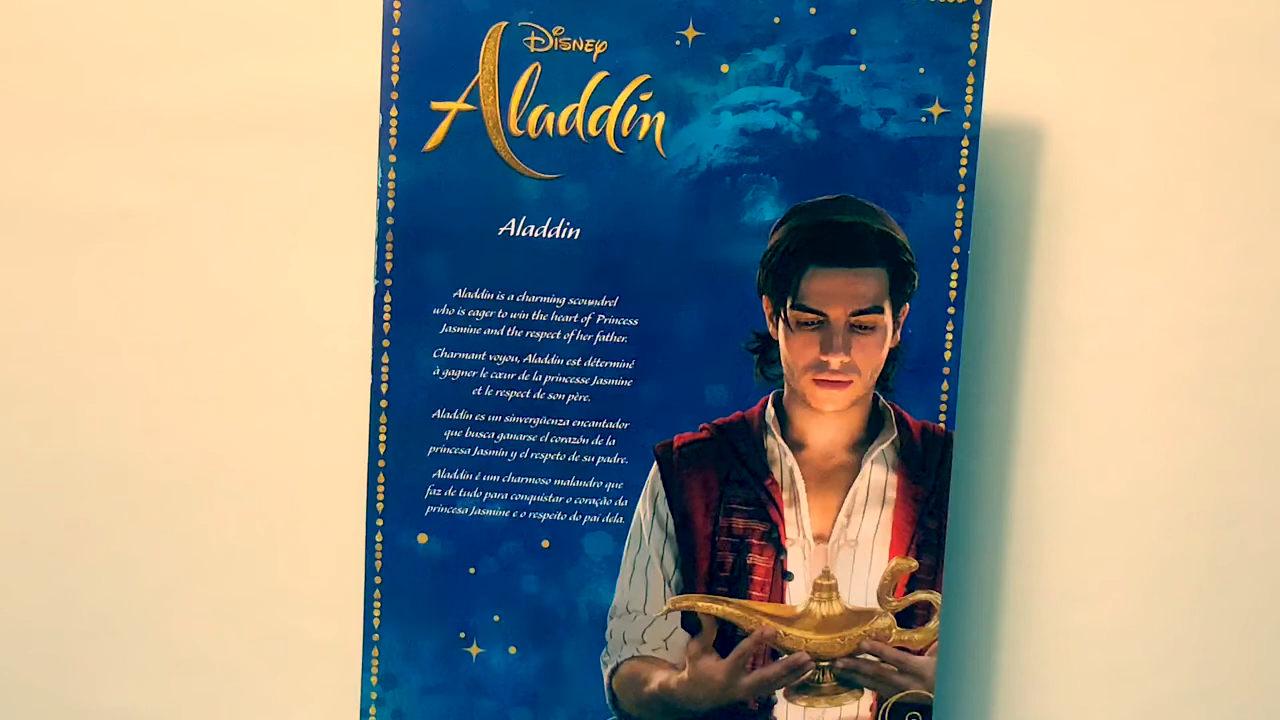 Disney
Aladdin
Aladdin
Aladdin is a charming scoundrel
who is eager to win the heart of Princess
Jasmine and the respect of her father.
Charmant voyou, Aladdin est déterminé
à gagner le cœur de la princesse Jasmine
et le respect de son père.
Aladdín es un sinvergüenza encantador
que busca ganarse el corazón de la
princesa Jasmín y el respeto de su padre.
Aladdin é um charmoso malandro que
faz de tudo para conquistar o coração da
princesa Jasmine e o respeito do pai dela.